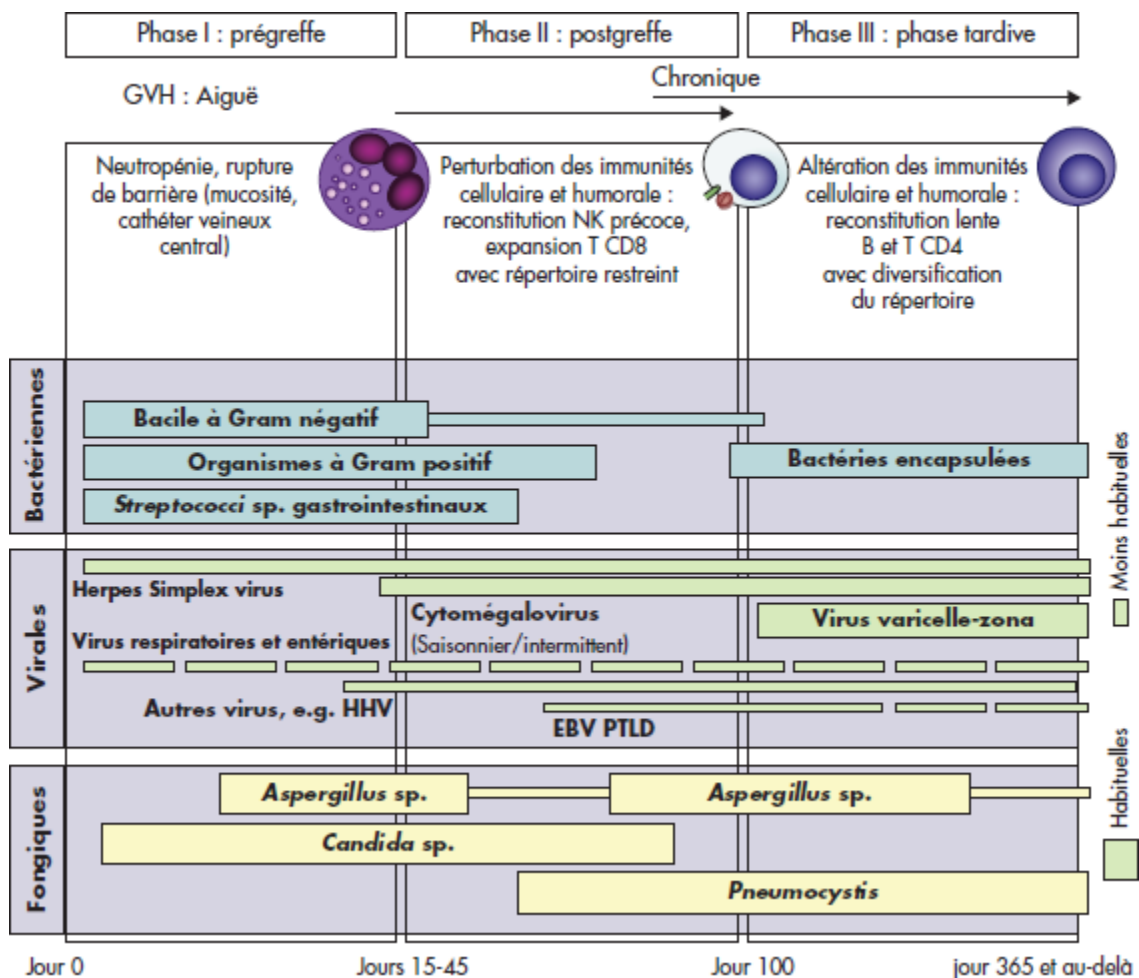 Phase I : prégreffe
Phase II : postgreffe
Phase III : phase tardive
GVH : Aiguë
Chronique
Neutropénie, rupture
de barrière (mucosité,
cathéter veineux
central)
Perturbation des immunités
cellulaire et humorale :
reconstitution NK précoce,
expansion T CD8
avec répertoire restreint
Altération des immunités
cellulaire et humorale :
reconstitution lente
B et T CD4
avec diversification
du répertoire
Bactériennes
Bacile à Gram négatif
Organismes à Gram positif
Bactéries encapsulées
Streptococci sp. gastrointestinaux
Virales
Herpes Simplex virus
Cytomégalovirus
Virus varicelle-zona
Virus respiratoires et entériques
(Saisonnier/intermittent)
Autres virus, e.g. HHV
EBV PTLD
Fongiques
Aspergillus sp.
Aspergillus sp.
Candida sp.
Pneumocystis
Moins habituelles
Habituelles
Jour 0
Jours 15-45
Jour 100
jour 365 et au-delà